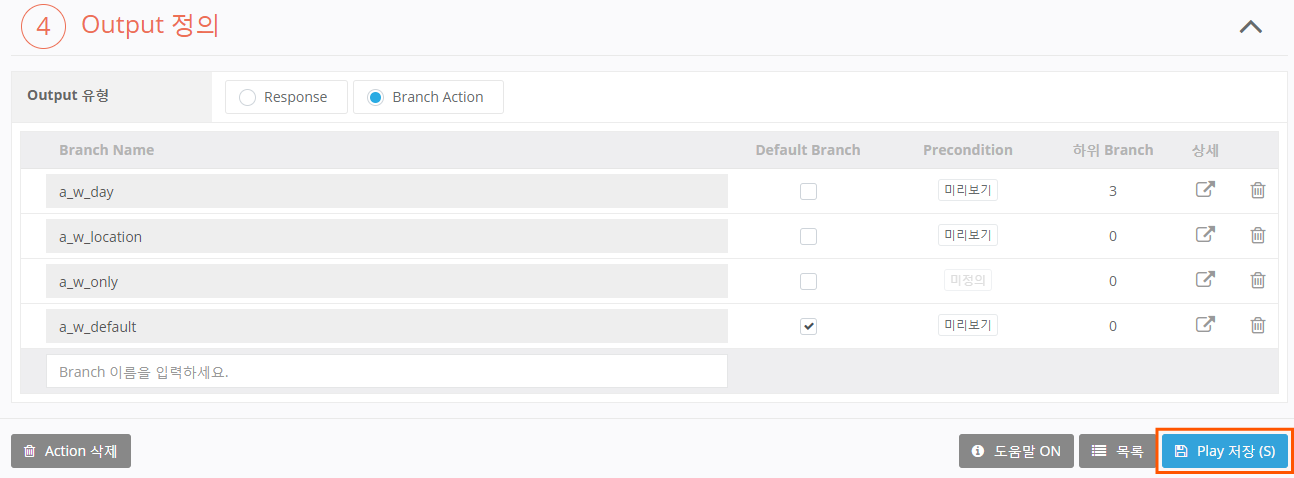 4 Output 정의
Output 유형 Response Branch Action
Branch Name Default Branch Precondition 하위 Branch 상세
a_w_day 미리보기 3
a_w_location 미리보기 0
a_w_only 미정의 0
a_w_default 미리보기 0
Branch 이름을 입력하세요.
Action 삭제 도움말 ON 목록 Play 저장 (S)